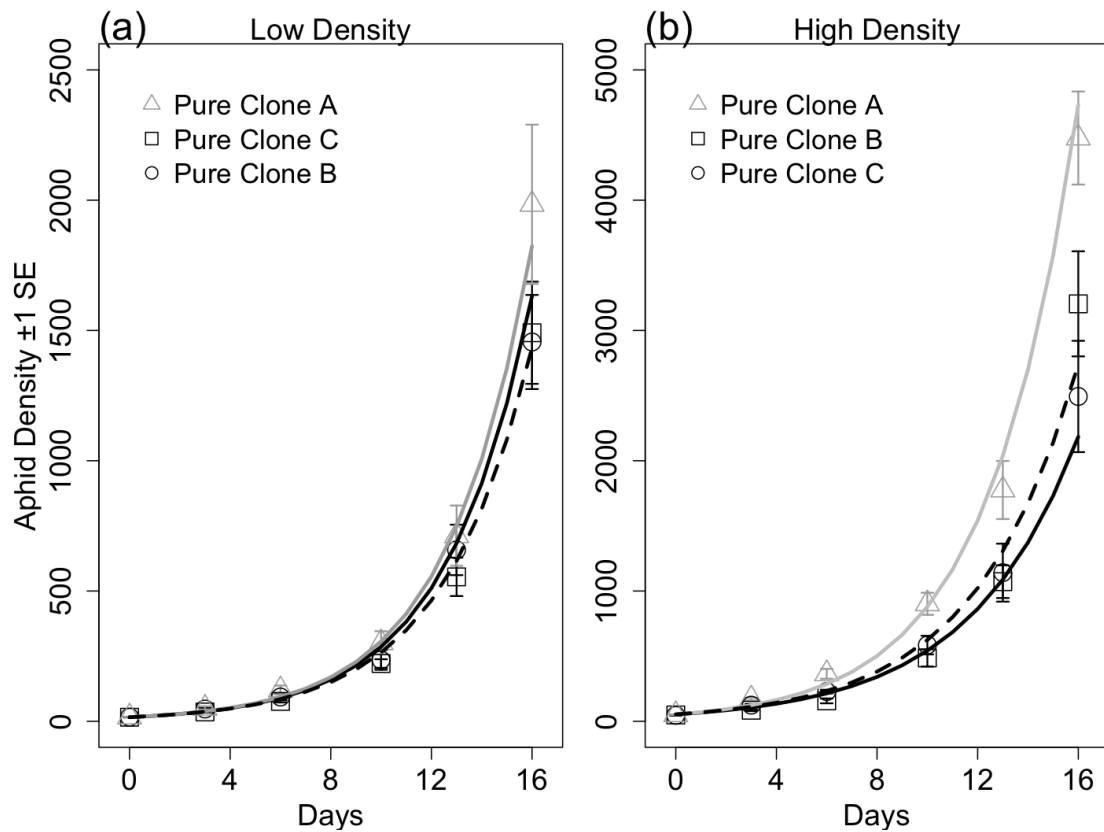 (a) Low Density
2500
2000
1500
1000
500
0
Aphid Density ±1 SE
Pure Clone A
Pure Clone C
Pure Clone B
0 4 8 12 16
Days
(b) High Density
5000
4000
3000
2000
1000
0
Pure Clone A
Pure Clone B
Pure Clone C
0 4 8 12 16
Days